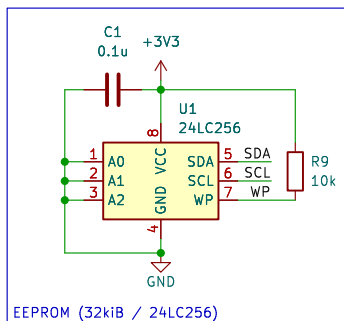 C1
0.1u
+3V3
U1
24LC256
8
VCC
1 A0
2 A1
3 A2
SDA 5 SDA
SCL 6 SCL
WP 7 WP
GND
4
R9
10k
GND
EEPROM (32kiB / 24LC256)